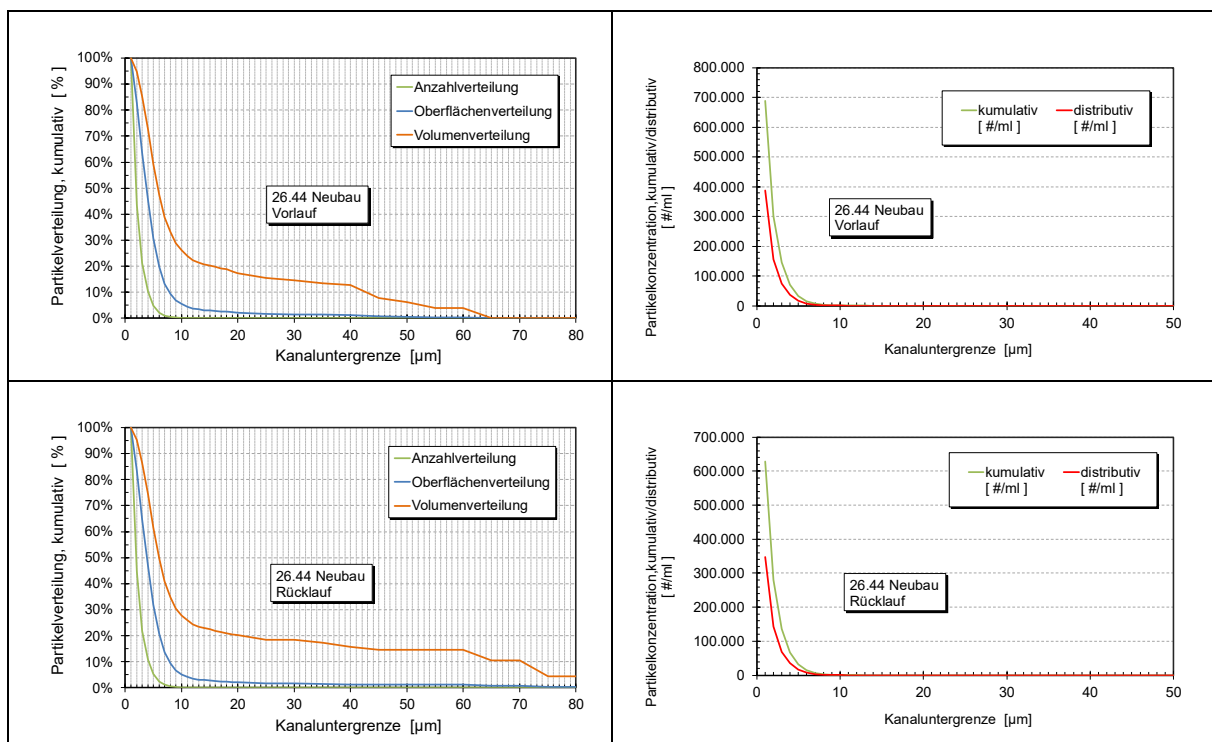 Partikelverteilung, kumulativ [ % ]
100%
90%
80%
70%
60%
50%
40%
30%
20%
10%
0%
Anzahlverteilung
Oberflächenverteilung
Volumenverteilung
26.44 Neubau
Vorlauf
0 10 20 30 40 50 60 70 80
Kanaluntergrenze [µm]
Partikelkonzentration,kumulativ/distributiv
[ #/ml ]
800.000
700.000
600.000
500.000
400.000
300.000
200.000
100.000
0
kumulativ distributiv
[ #/ml ] [ #/ml ]
26.44 Neubau
Vorlauf
0 10 20 30 40 50
Kanaluntergrenze [µm]
Partikelverteilung, kumulativ [ % ]
100%
90%
80%
70%
60%
50%
40%
30%
20%
10%
0%
Anzahlverteilung
Oberflächenverteilung
Volumenverteilung
26.44 Neubau
Rücklauf
0 10 20 30 40 50 60 70 80
Kanaluntergrenze [µm]
Partikelkonzentration,kumulativ/distributiv
[ #/ml ]
700.000
600.000
500.000
400.000
300.000
200.000
100.000
0
kumulativ distributiv
[ #/ml ] [ #/ml ]
26.44 Neubau
Rücklauf
0 10 20 30 40 50
Kanaluntergrenze [µm]